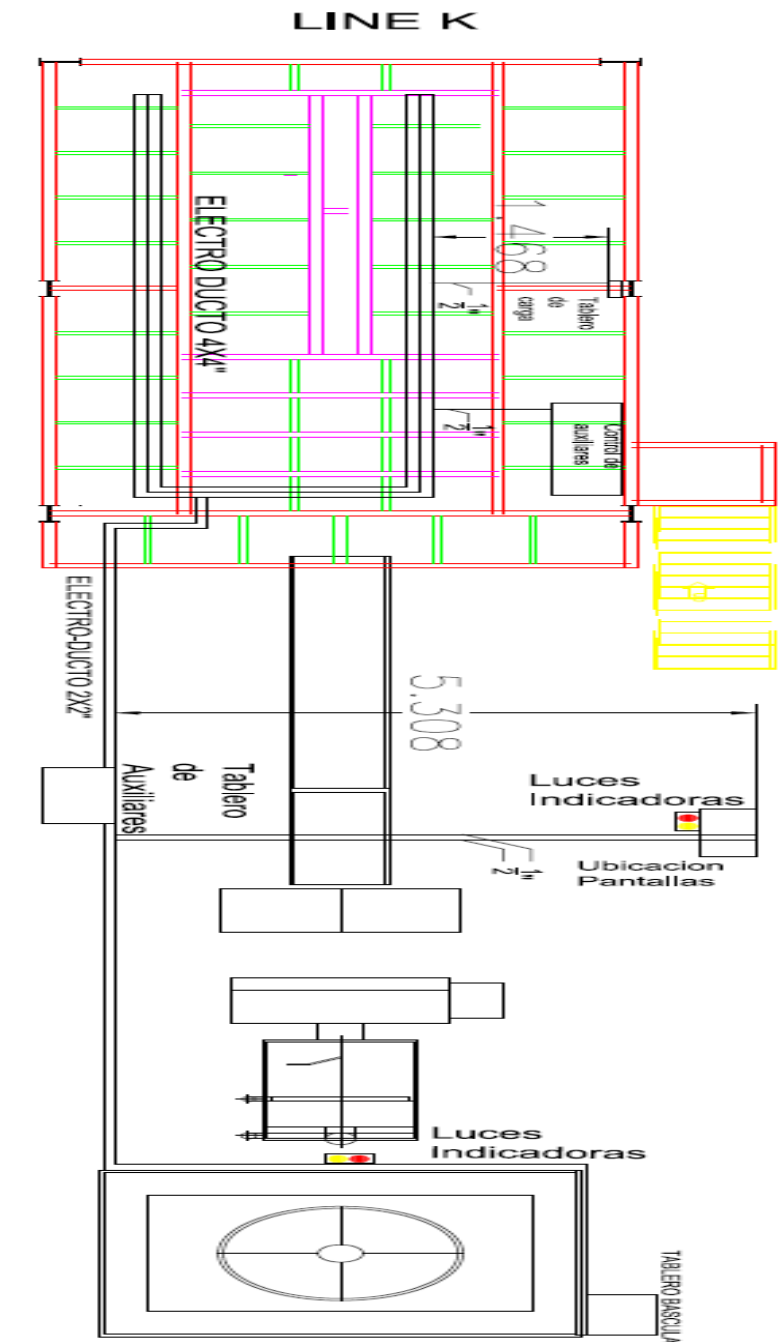 LINE K
ELECTRO DUCTO 4X4"
1.468
1"
2
Tablero
de
carga
1"
2
Contro de
auxiliares
ELECTRO-DUCTO 2X2"
5.308
Tablero
de
Auxiliares
Luces
Indicadoras
1"
2
Ubicacion
Pantallas
Luces
Indicadoras
TABLERO BASCULA